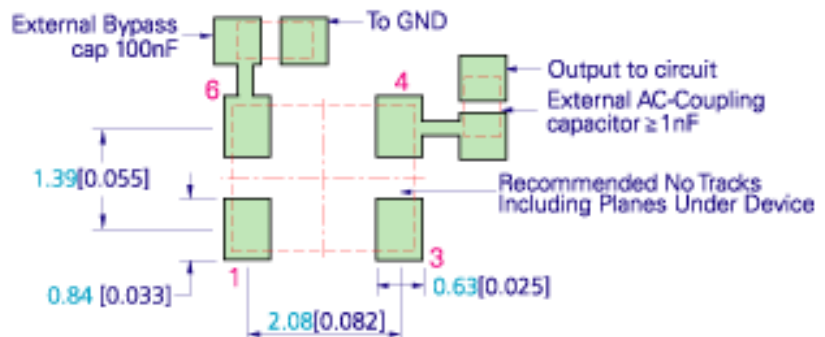 External Bypass
cap 100nF
To GND
6
4
Output to circuit
External AC-Coupling
capacitor ≥ 1nF
1.39[0.055]
Recommended No Tracks
Including Planes Under Device
1
3
0.84 [0.033]
0.63[0.025]
2.08[0.082]